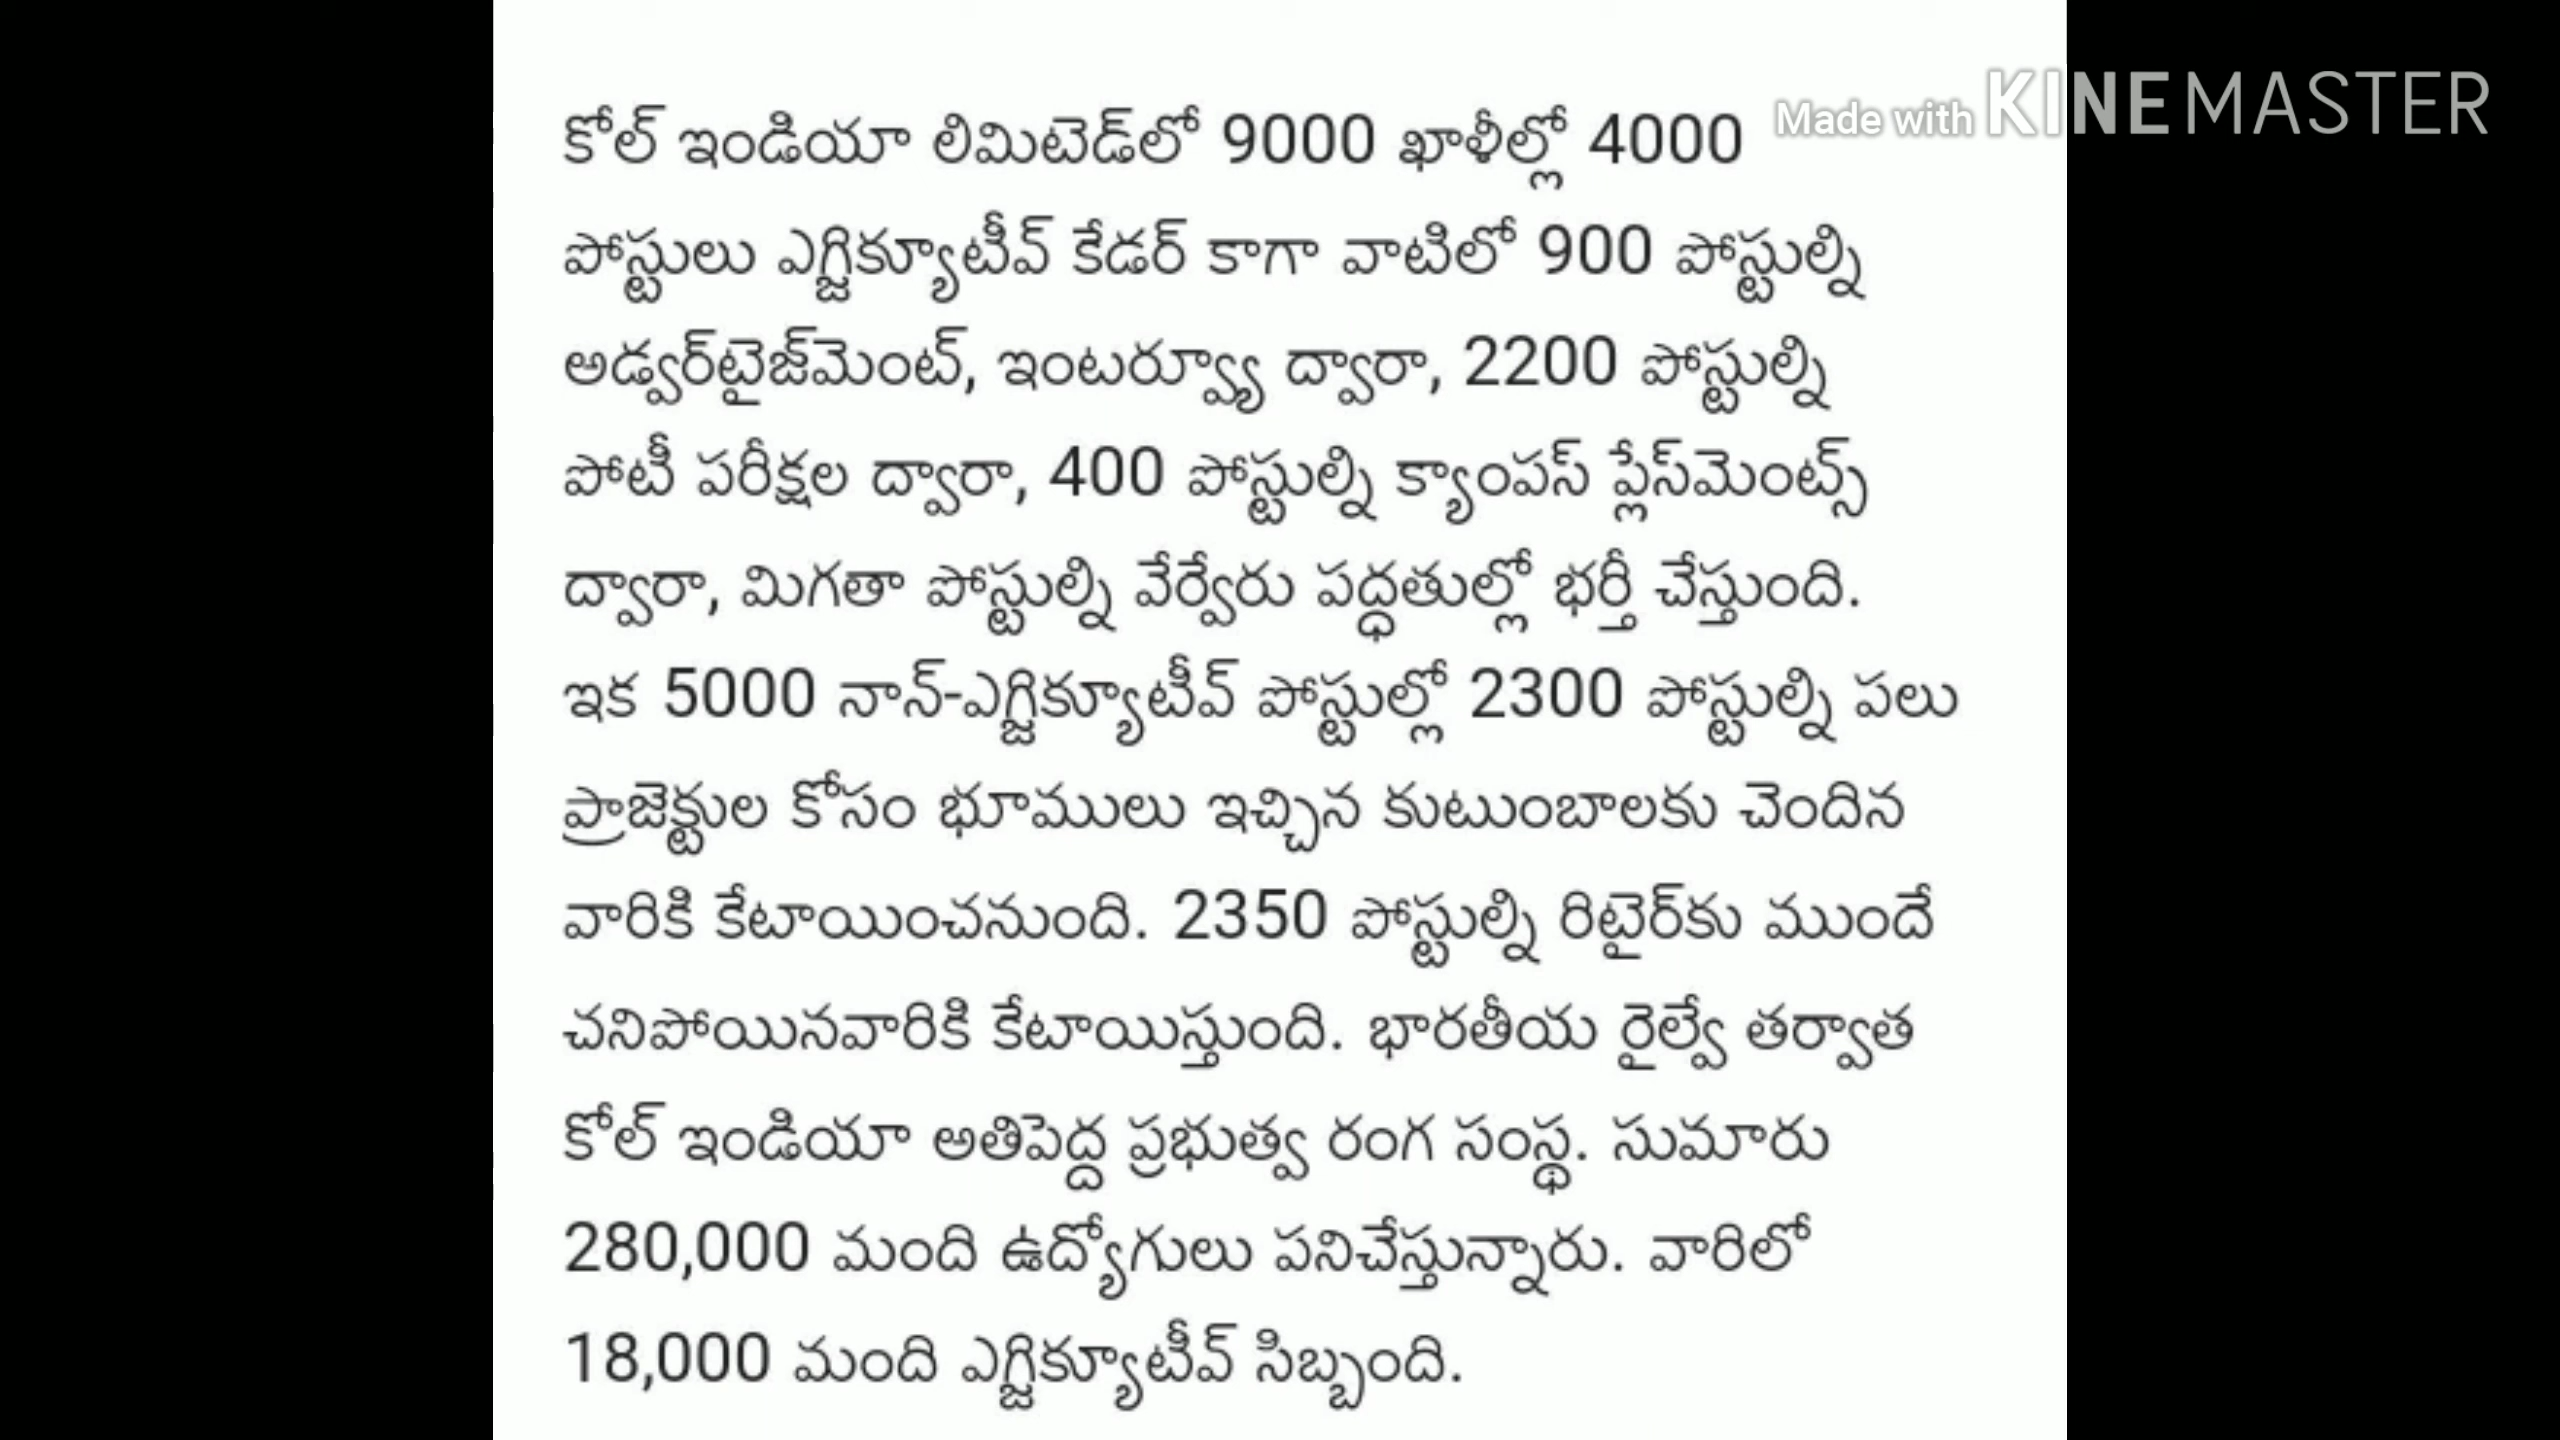 కోల్ ఇండియా లిమిటెడ్‌లో 9000 ఖాళీల్లో 4000
Made with KINEMASTER
పోస్టులు ఎగ్జిక్యూటీవ్ కేడర్ కాగా వాటిలో 900 పోస్టుల్ని
అడ్వర్‌టైజ్‌మెంట్, ఇంటర్వ్యూ ద్వారా, 2200 పోస్టుల్ని
పోటీ పరీక్షల ద్వారా, 400 పోస్టుల్ని క్యాంపస్ ప్లేస్‌మెంట్స్
ద్వారా, మిగతా పోస్టుల్ని వేర్వేరు పద్ధతుల్లో భర్తీ చేస్తుంది.
ఇక 5000 నాన్-ఎగ్జిక్యూటీవ్ పోస్టుల్లో 2300 పోస్టుల్ని పలు
ప్రాజెక్టుల కోసం భూములు ఇచ్చిన కుటుంబాలకు చెందిన
వారికి కేటాయించనుంది. 2350 పోస్టుల్ని రిటైర్‌కు ముందే
చనిపోయినవారికి కేటాయిస్తుంది. భారతీయ రైల్వే తర్వాత
కోల్ ఇండియా అతిపెద్ద ప్రభుత్వ రంగ సంస్థ. సుమారు
280,000 మంది ఉద్యోగులు పనిచేస్తున్నారు. వారిలో
18,000 మంది ఎగ్జిక్యూటీవ్ సిబ్బంది.